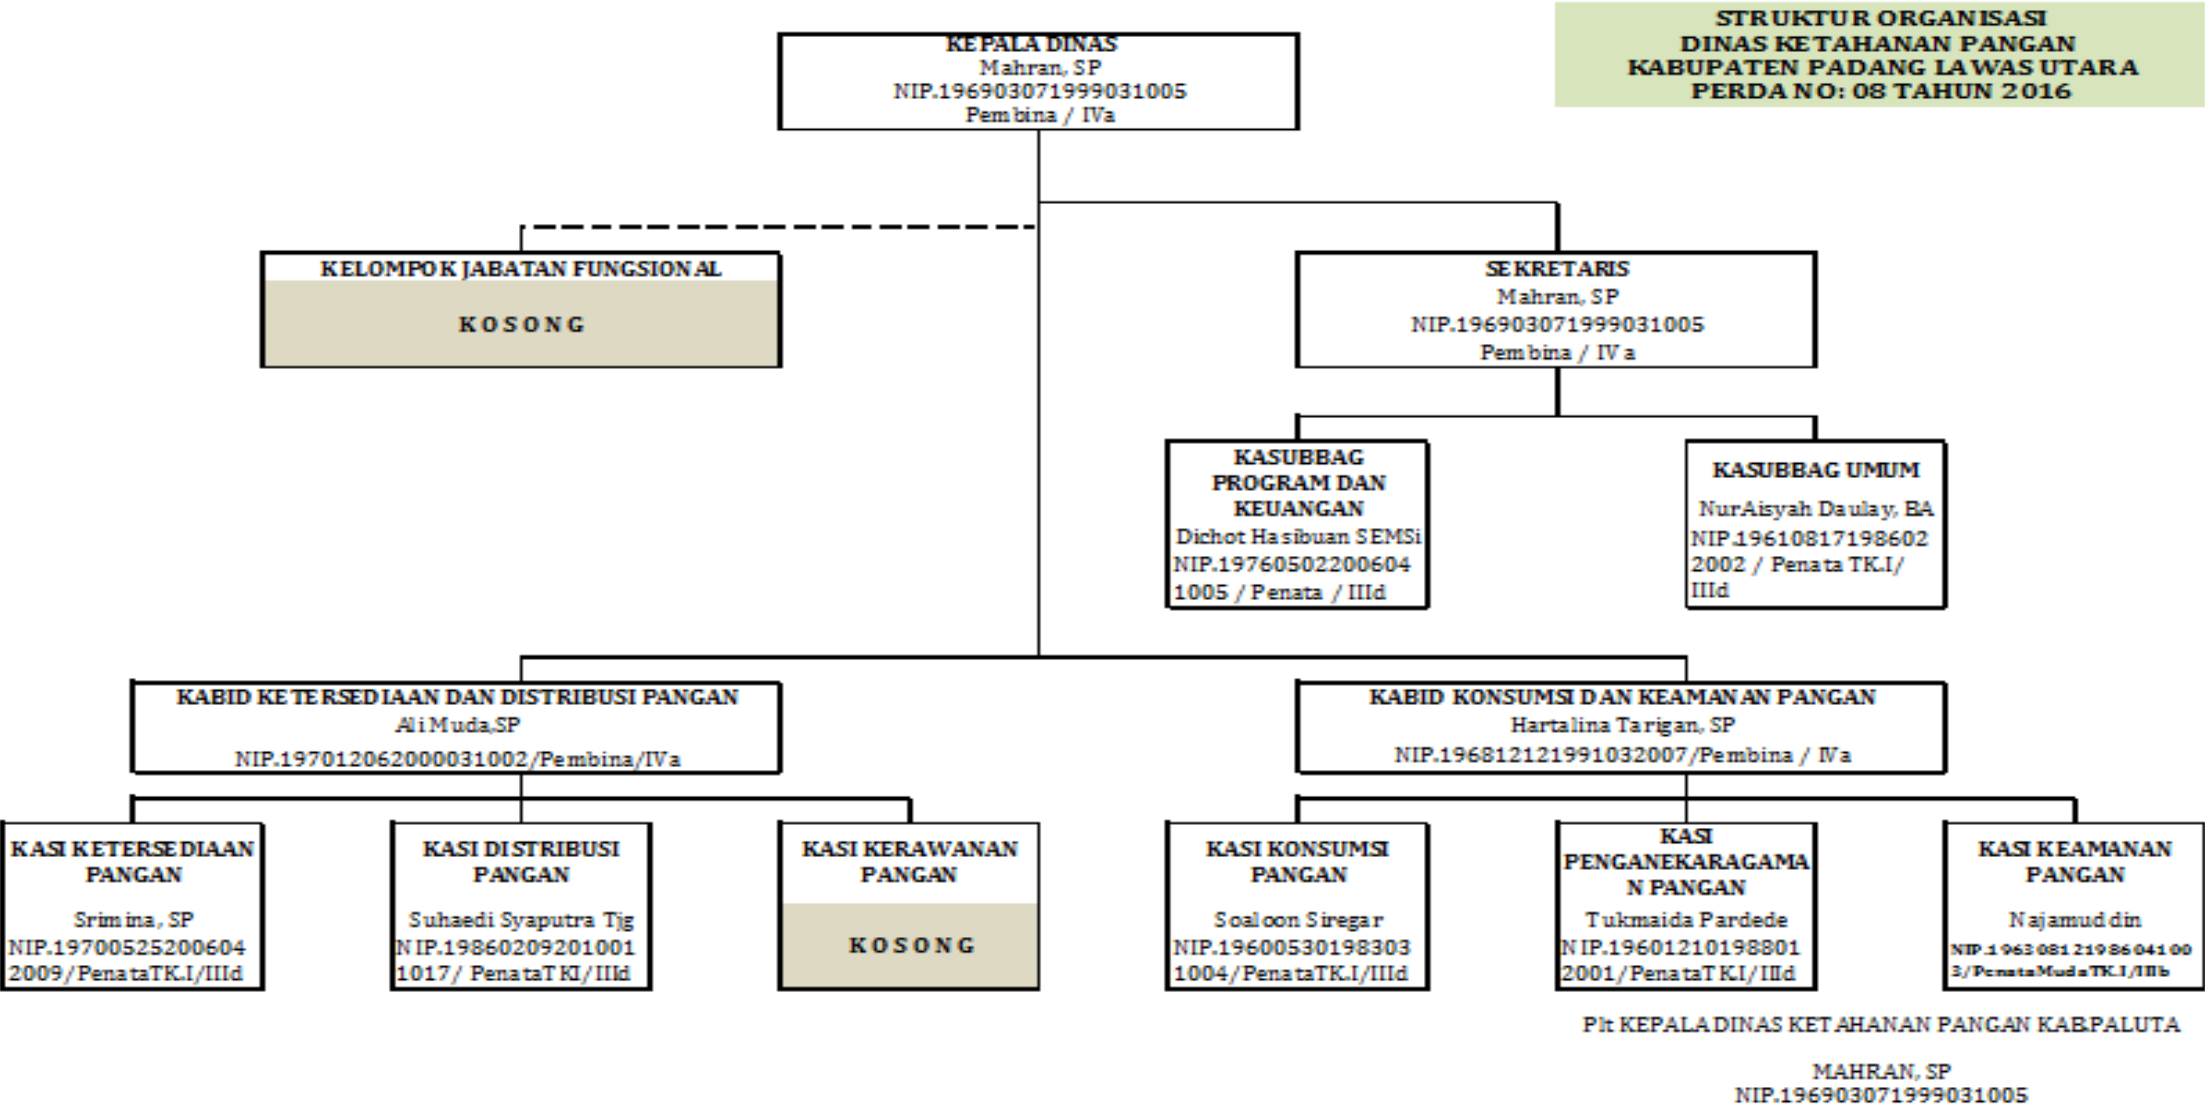 STRUKTUR ORGANISASI
DINAS KETAHANAN PANGAN
KABUPATEN PADANG LAWAS UTARA
PERDA NO: 08 TAHUN 2016
KEPALA DINAS
Mahran, SP
NIP.196903071999031005
Pembina / IVa
KELOMPOK JABATAN FUNGSIONAL
K O S O N G
SEKRETARIS
Mahran, SP
NIP.196903071999031005
Pembina / IVa
KASUBBAG
PROGRAM DAN
KEUANGAN
Dichot Hasibuan SEMSi
NIP.19760502200604
1005 / Penata / IIId
KASUBBAG UMUM
NurAisyah Daulay, BA
NIP.19610817198602
2002 / Penata TK.I/
IIId
KABID KETERSEDIAAN DAN DISTRIBUSI PANGAN
Ali Muda,SP
NIP.197012062000031002/Pembina/IVa
KABID KONSUMSI DAN KEAMANAN PANGAN
Hartalina Tarigan, SP
NIP.196812121991032007/Pembina / IVa
KASI KETERSEDIAAN
PANGAN
Srimina, SP
NIP.19700525200604
2009/PenataTK.I/IIId
KASI DISTRIBUSI
PANGAN
Suhaedi Syaputra Tjg
NIP.19860209201001
1017/ PenataTKI/IIId
KASI KERAWANAN
PANGAN
K O S O N G
KASI KONSUMSI
PANGAN
Soaloon Siregar
NIP.19600530198303
1004/PenataTK.I/IIId
KASI
PENGANEKARAGAMA
N PANGAN
Tukmaida Pardede
NIP.19601210198801
2001/PenataTK.I/IIId
KASI KEAMANAN
PANGAN
Najamuddin
NIP.19630812198604100
3/PenataMudaTK.I/IIIb
Plt KEPALA DINAS KETAHANAN PANGAN KAB.PALUTA
MAHRAN, SP
NIP.196903071999031005